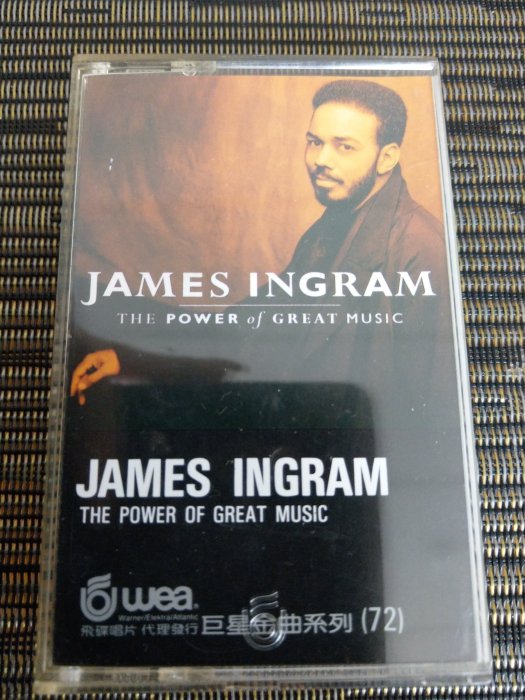 JAMES INGRAM
THE POWER of GREAT MUSIC
JAMES INGRAM
THE POWER OF GREAT MUSIC
wea®
Warner/Elektra/Atlantic
飛碟唱片 代理發行 巨星金曲系列 (72)